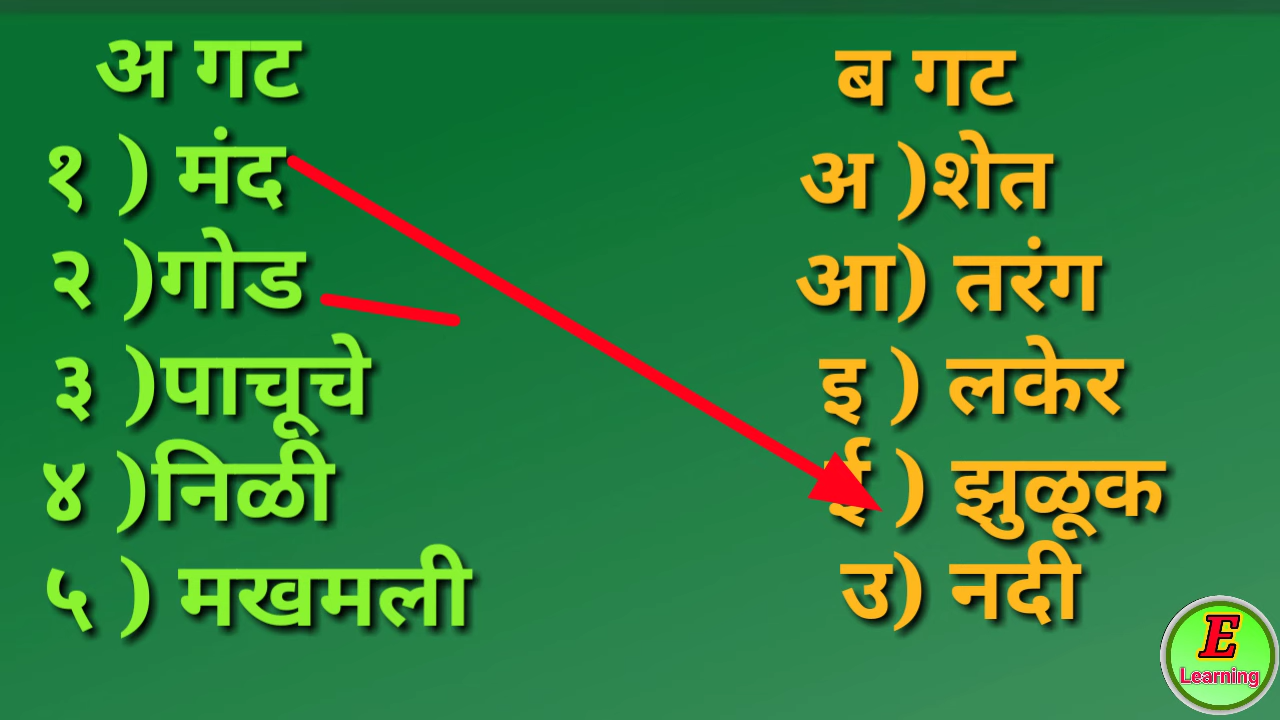 अ गट
१ ) मंद
२ )गोड
३ )पाचूचे
४ )निळी
५ ) मखमली
ब गट
अ )शेत
आ) तरंग
इ ) लकेर
ई ) झुळूक
उ) नदी
E
Learning